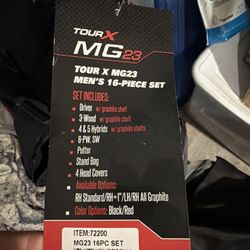 TOUR X
MG23
TOUR X MG23
MEN'S 16-PIECE SET
SET INCLUDES:
Driver w/ graphite shaft
3-Wood w/ graphite shaft
4 & 5 Hybrids w/ graphite shafts
6-PW, SW
Putter
Stand Bag
4 Head Covers
Available Options:
RH Standard/RH+1"/LH/RH All Graphite
Color Options: Black/Red
ITEM:72200
MG23 16PC SET